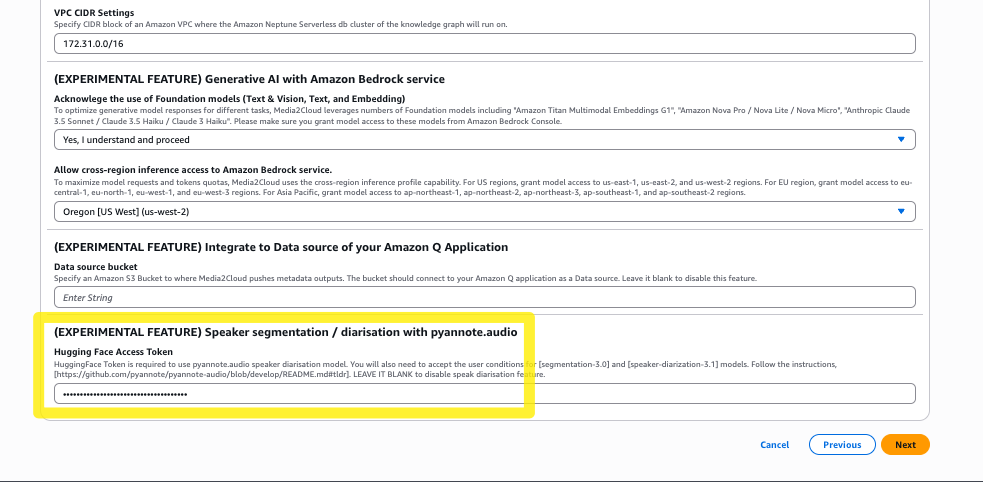 VPC CIDR Settings
Specify CIDR block of an Amazon VPC where the Amazon Neptune Serverless db cluster of the knowledge graph will run on.
172.31.0.0/16
(EXPERIMENTAL FEATURE) Generative AI with Amazon Bedrock service
Acknowlege the use of Foundation models (Text & Vision, Text, and Embedding)
To optimize generative model responses for different tasks, Media2Cloud leverages numbers of Foundation models including "Amazon Titan Multimodal Embeddings G1", "Amazon Nova Pro / Nova Lite / Nova Micro", "Anthropic Claude
3.5 Sonnet / Claude 3.5 Haiku / Claude 3 Haiku". Please make sure you grant model access to these models from Amazon Bedrock Console.
Yes, I understand and proceed
Allow cross-region inference access to Amazon Bedrock service.
To maximize model requests and tokens quotas, Media2Cloud uses the cross-region inference profile capability. For US regions, grant model access to us-east-1, us-east-2, and us-west-2 regions. For EU region, grant model access to eu-
central-1, eu-north-1, eu-west-1, and eu-west-3 regions. For Asia Pacific, grant model access to ap-northeast-1, ap-northeast-2, ap-northeast-3, ap-southeast-1, and ap-southeast-2 regions.
Oregon [US West] (us-west-2)
(EXPERIMENTAL FEATURE) Integrate to Data source of your Amazon Q Application
Data source bucket
Specify an Amazon S3 Bucket to where Media2Cloud pushes metadata outputs. The bucket should connect to your Amazon Q application as a Data source. Leave it blank to disable this feature.
Enter String
(EXPERIMENTAL FEATURE) Speaker segmentation / diarisation with pyannote.audio
Hugging Face Access Token
HuggingFace Token is required to use pyannote.audio speaker diarisation model. You will also need to accept the user conditions for [segmentation-3.0] and [speaker-diarization-3.1] models. Follow the instructions,
[https://github.com/pyannote/pyannote-audio/blob/develop/README.md#tldr]. LEAVE IT BLANK to disable speak diarisation feature.
•••••••••••••••••••••••••••••••••••••
Cancel
Previous
Next